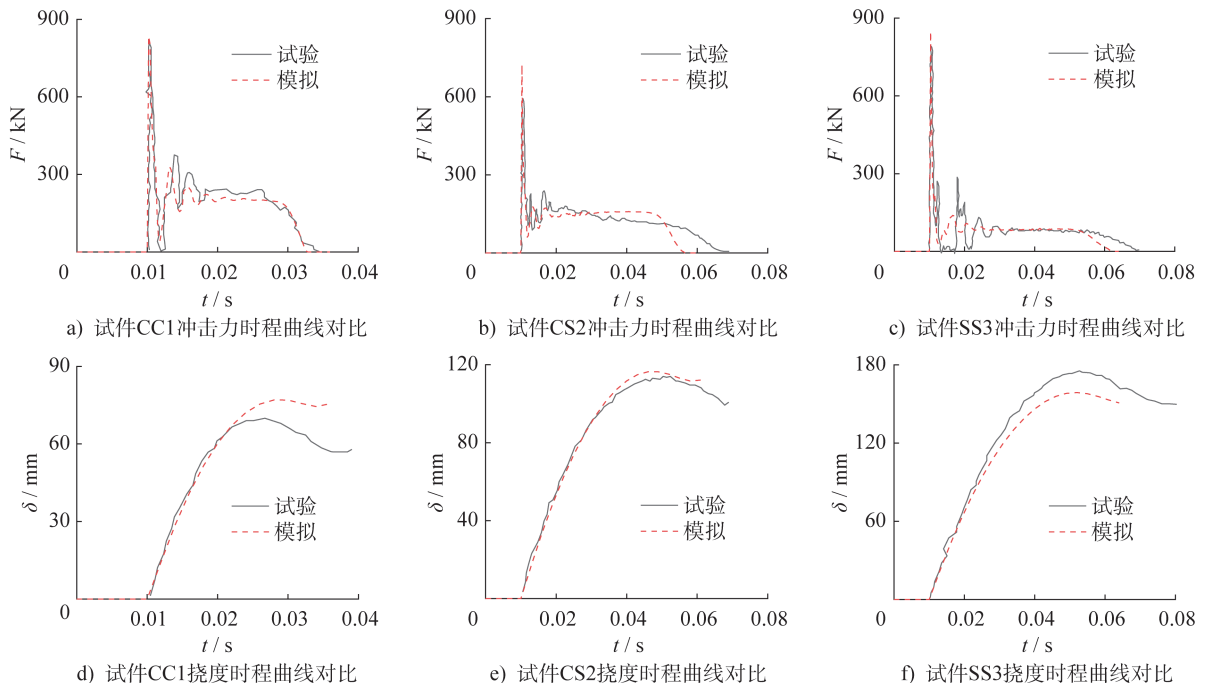 900
600
300
0
F / kN
试验
模拟
0.01
0.02
0.03
0.04
t / s
a) 试件CC1冲击力时程曲线对比
900
600
300
0
F / kN
试验
模拟
0.02
0.04
0.06
0.08
t / s
b) 试件CS2冲击力时程曲线对比
900
600
300
0
F / kN
试验
模拟
0.02
0.04
0.06
0.08
t / s
c) 试件SS3冲击力时程曲线对比
90
60
30
0
δ / mm
试验
模拟
0.01
0.02
0.03
0.04
t / s
d) 试件CC1挠度时程曲线对比
120
80
40
0
δ / mm
试验
模拟
0.02
0.04
0.06
0.08
t / s
e) 试件CS2挠度时程曲线对比
180
120
60
0
δ / mm
试验
模拟
0.02
0.04
0.06
0.08
t / s
f) 试件SS3挠度时程曲线对比